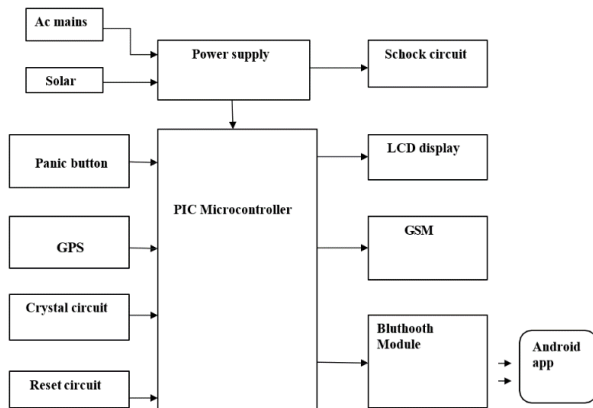 Ac mains
Power supply
Schock circuit
Solar
Panic button
LCD display
PIC Microcontroller
GPS
GSM
Crystal circuit
Bluthooth
Module
Android
app
Reset circuit